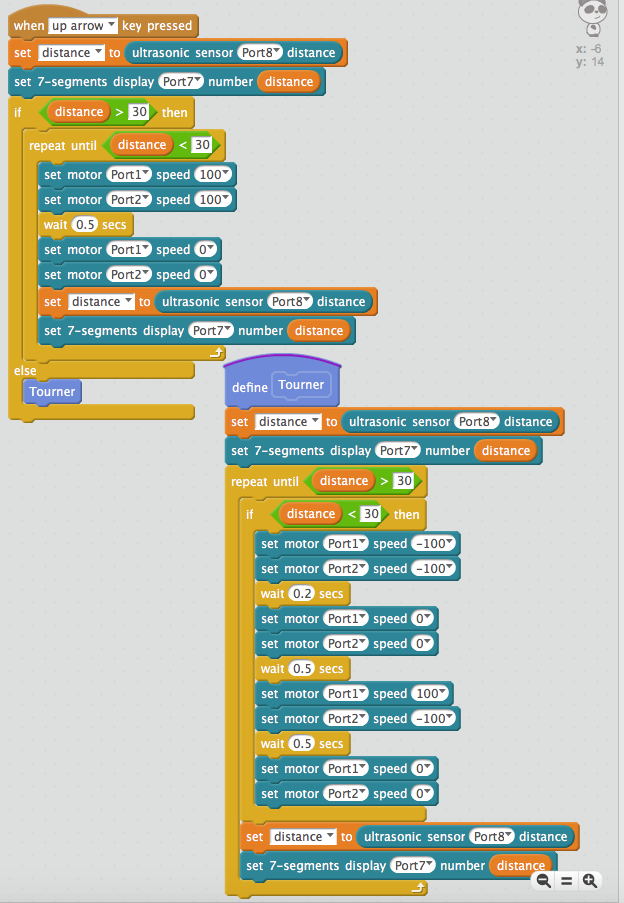 when up arrow key pressed
set distance to ultrasonic sensor Port8 distance
set 7-segments display Port7 number distance
if distance > 30 then
repeat until distance < 30
set motor Port1 speed 100
set motor Port2 speed 100
wait 0.5 secs
set motor Port1 speed 0
set motor Port2 speed 0
set distance to ultrasonic sensor Port8 distance
set 7-segments display Port7 number distance
else
Tourner
define Tourner
set distance to ultrasonic sensor Port8 distance
set 7-segments display Port7 number distance
repeat until distance > 30
if distance < 30 then
set motor Port1 speed -100
set motor Port2 speed -100
wait 0.2 secs
set motor Port1 speed 0
set motor Port2 speed 0
wait 0.5 secs
set motor Port1 speed 100
set motor Port2 speed -100
wait 0.5 secs
set motor Port1 speed 0
set motor Port2 speed 0
set distance to ultrasonic sensor Port8 distance
set 7-segments display Port7 number distance
x: -6
y: 14